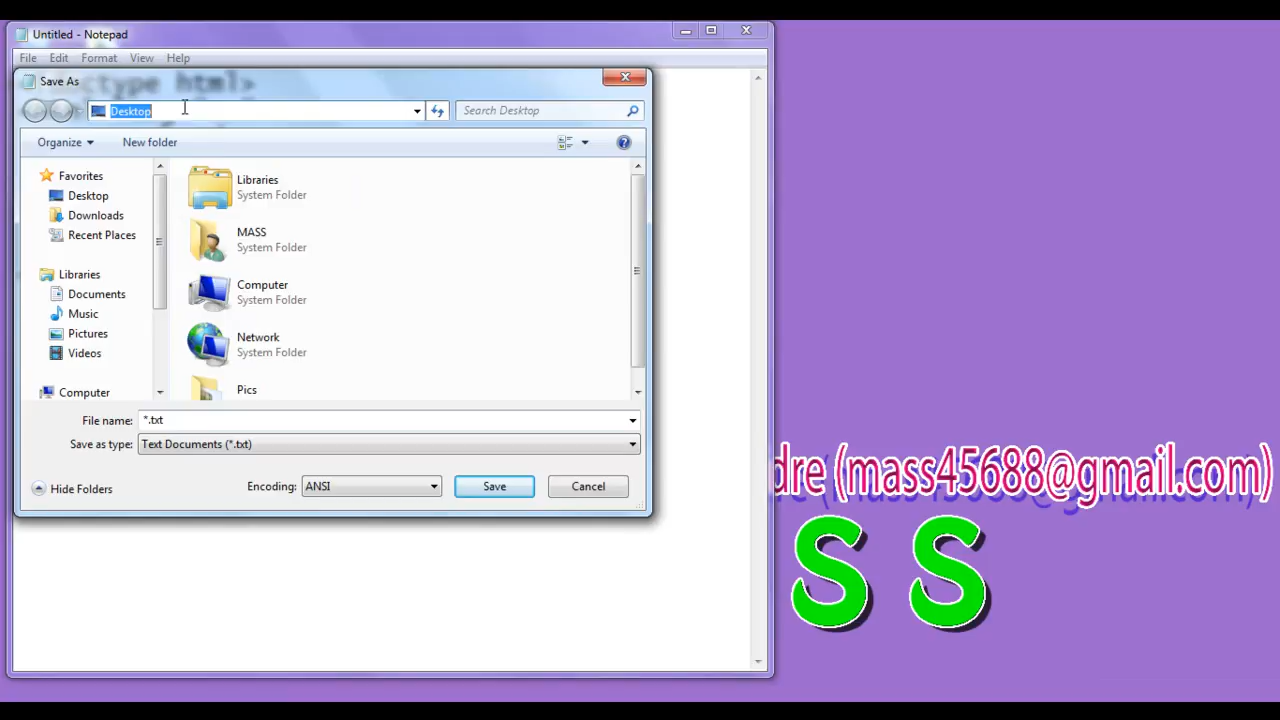 Untitled - Notepad
File Edit Format View Help
ctype html>
Save As
Desktop
Search Desktop
Organize
New folder
Favorites
Desktop
Downloads
Recent Places
Libraries
Documents
Music
Pictures
Videos
Computer
Libraries
System Folder
MASS
System Folder
Computer
System Folder
Network
System Folder
Pics
File name: *.txt
Save as type: Text Documents (*.txt)
Hide Folders
Encoding: ANSI
Save
Cancel
dre (mass45688@gmail.com)
S S